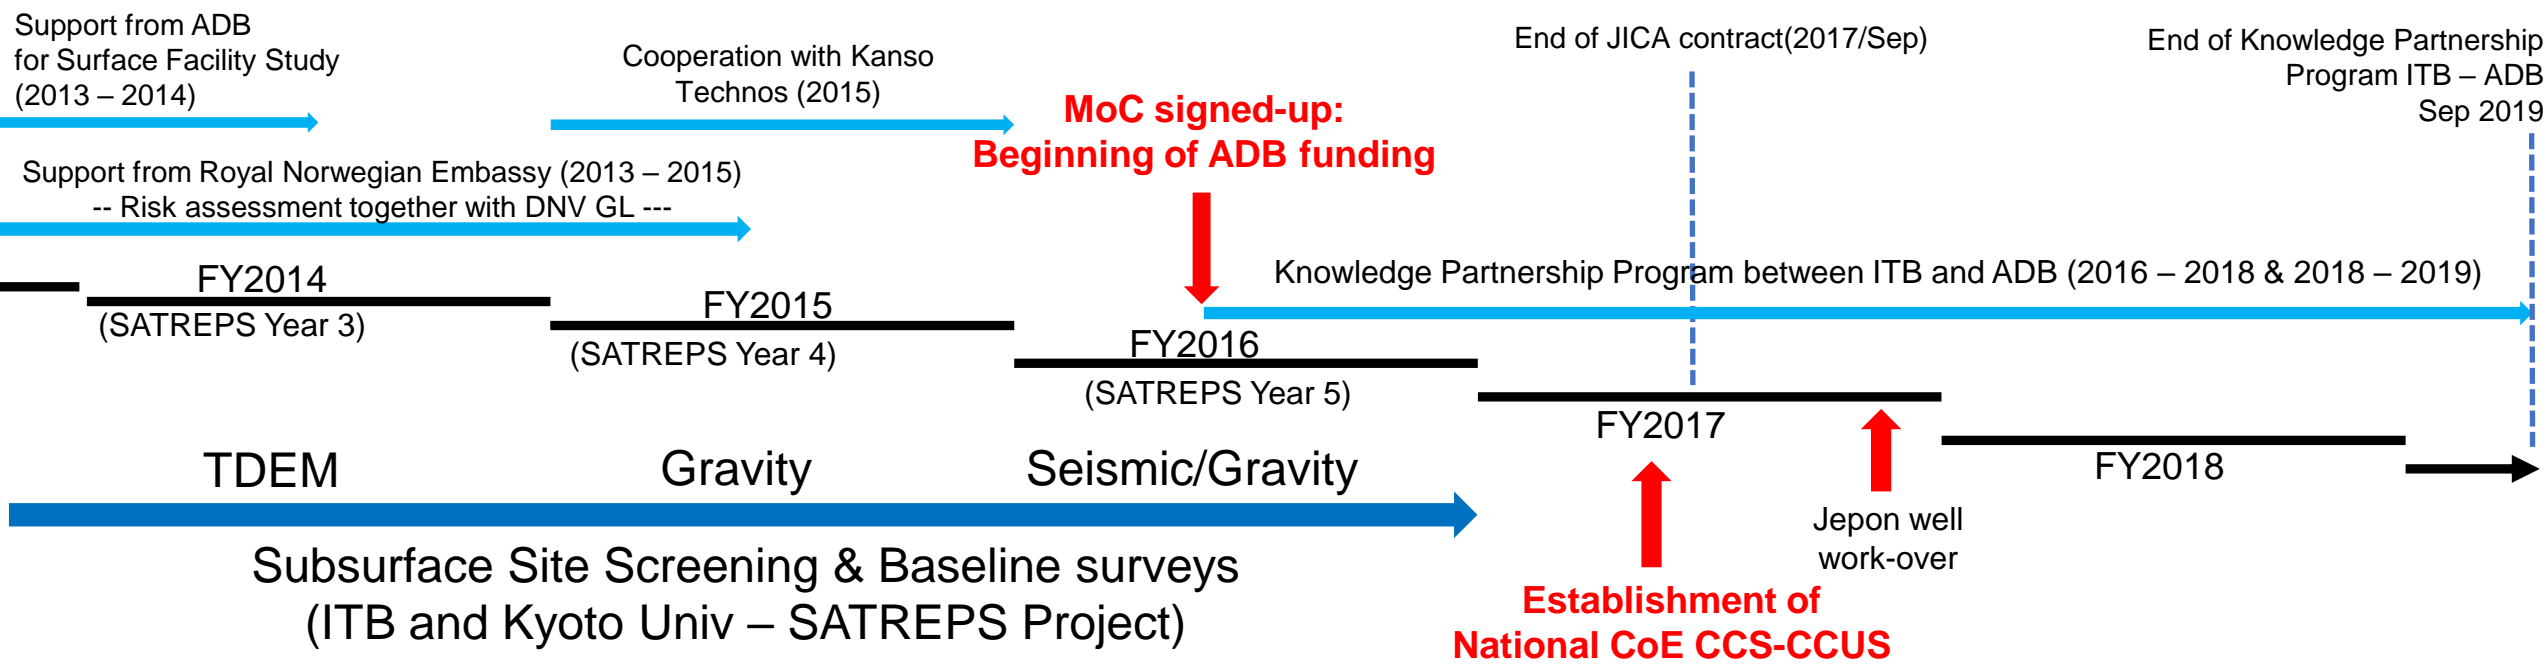 Support from ADB
for Surface Facility Study
(2013 – 2014)
Cooperation with Kanso
Technos (2015)
MoC signed-up:
Beginning of ADB funding
End of JICA contract(2017/Sep)
End of Knowledge Partnership
Program ITB – ADB
Sep 2019
Support from Royal Norwegian Embassy (2013 – 2015)
-- Risk assessment together with DNV GL ---
Knowledge Partnership Program between ITB and ADB (2016 – 2018 & 2018 – 2019)
FY2014
(SATREPS Year 3)
FY2015
(SATREPS Year 4)
FY2016
(SATREPS Year 5)
FY2017
FY2018
TDEM
Gravity
Seismic/Gravity
Subsurface Site Screening & Baseline surveys
(ITB and Kyoto Univ – SATREPS Project)
Jepon well
work-over
Establishment of
National CoE CCS-CCUS